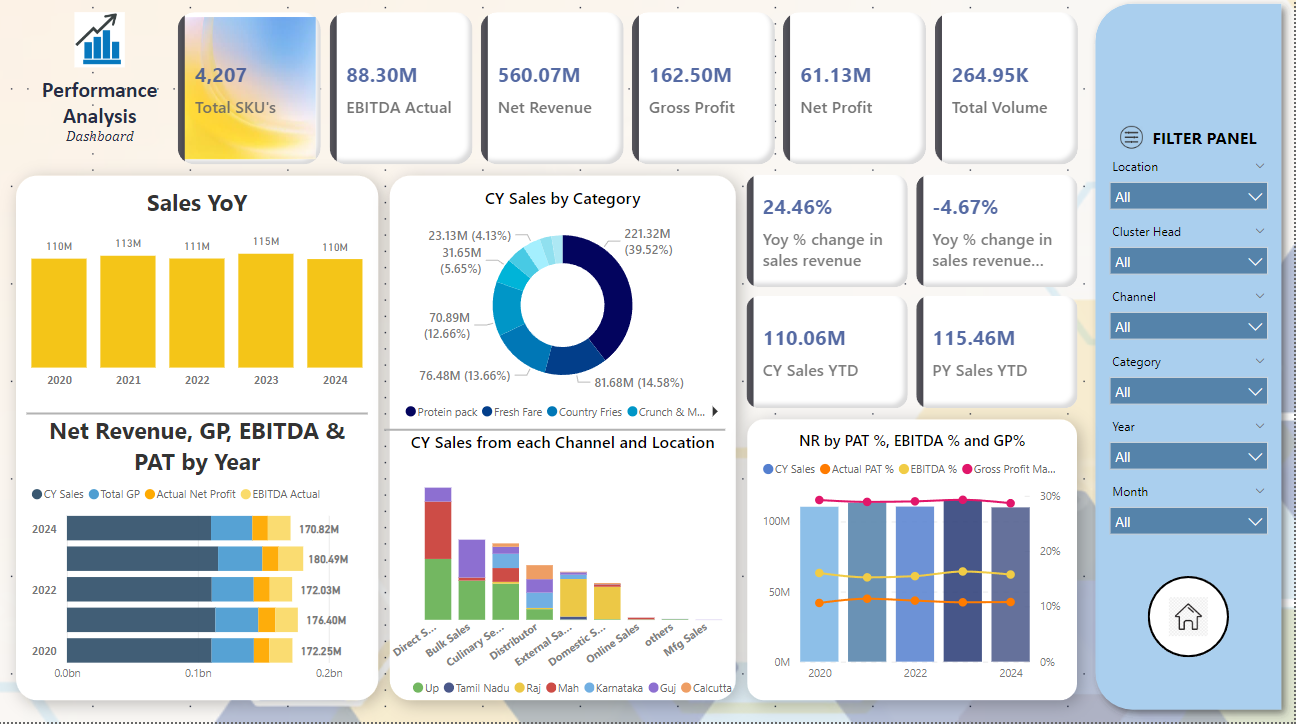 Performance
Analysis
Dashboard
4,207
Total SKU's
88.30M
EBITDA Actual
560.07M
Net Revenue
162.50M
Gross Profit
61.13M
Net Profit
264.95K
Total Volume
FILTER PANEL
Location
All
Cluster Head
All
Channel
All
Category
All
Year
All
Month
All
Sales YoY
110M
113M
111M
115M
110M
2020
2021
2022
2023
2024
Net Revenue, GP, EBITDA &
PAT by Year
CY Sales
Total GP
Actual Net Profit
EBITDA Actual
2024
170.82M
180.49M
2022
172.03M
176.40M
2020
172.25M
0.0bn
0.1bn
0.2bn
CY Sales by Category
23.13M (4.13%)
31.65M
(5.65%)
70.89M
(12.66%)
76.48M (13.66%)
81.68M (14.58%)
221.32M
(39.52%)
Protein pack
Fresh Fare
Country Fries
Crunch & M...
CY Sales from each Channel and Location
Direct S...
Bulk Sales
Culinary Se...
Distributor
External Sa...
Domestic S...
Online Sales
others
Mfg Sales
Up
Tamil Nadu
Raj
Mah
Karnataka
Guj
Calcutta
24.46%
Yoy % change in
sales revenue
-4.67%
Yoy % change in
sales revenue...
110.06M
CY Sales YTD
115.46M
PY Sales YTD
NR by PAT %, EBITDA % and GP%
CY Sales
Actual PAT %
EBITDA %
Gross Profit Ma...
100M
50M
0M
30%
20%
10%
0%
2020
2022
2024